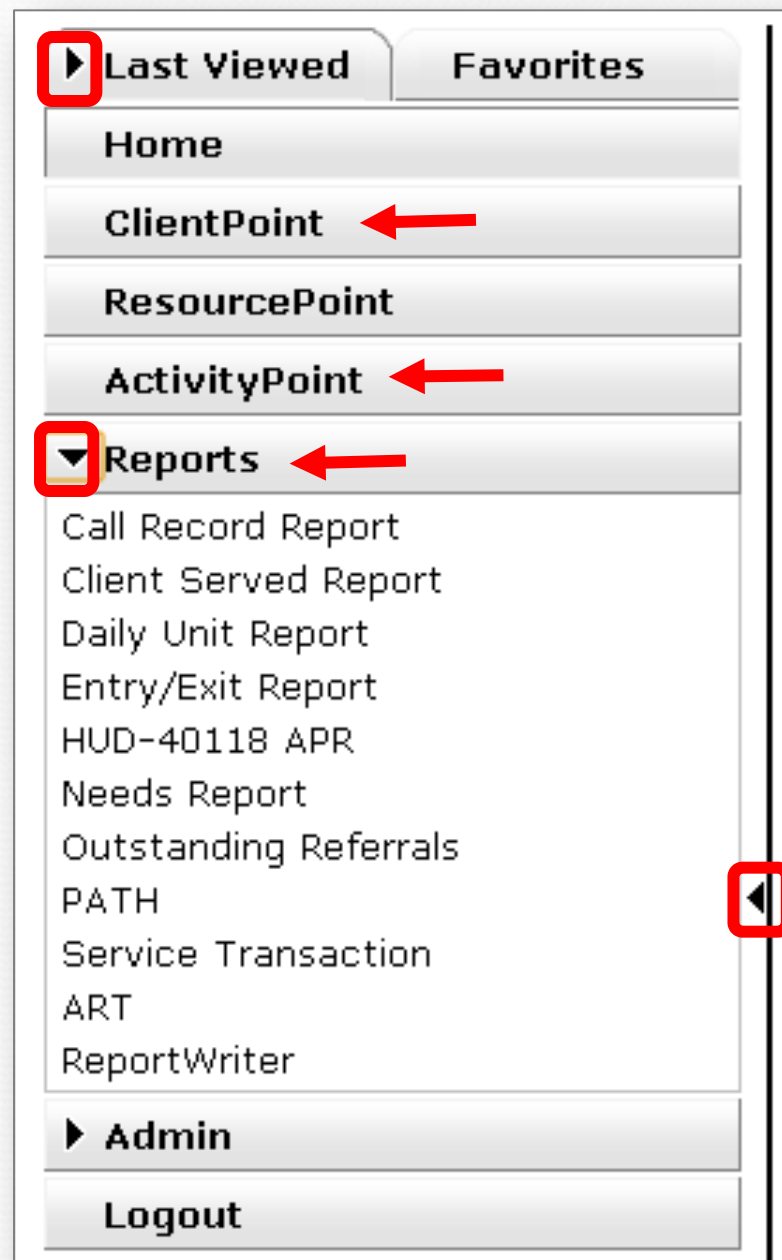 Last Viewed Favorites
Home
ClientPoint
ResourcePoint
ActivityPoint
Reports
Call Record Report
Client Served Report
Daily Unit Report
Entry/Exit Report
HUD-40118 APR
Needs Report
Outstanding Referrals
PATH
Service Transaction
ART
ReportWriter
Admin
Logout